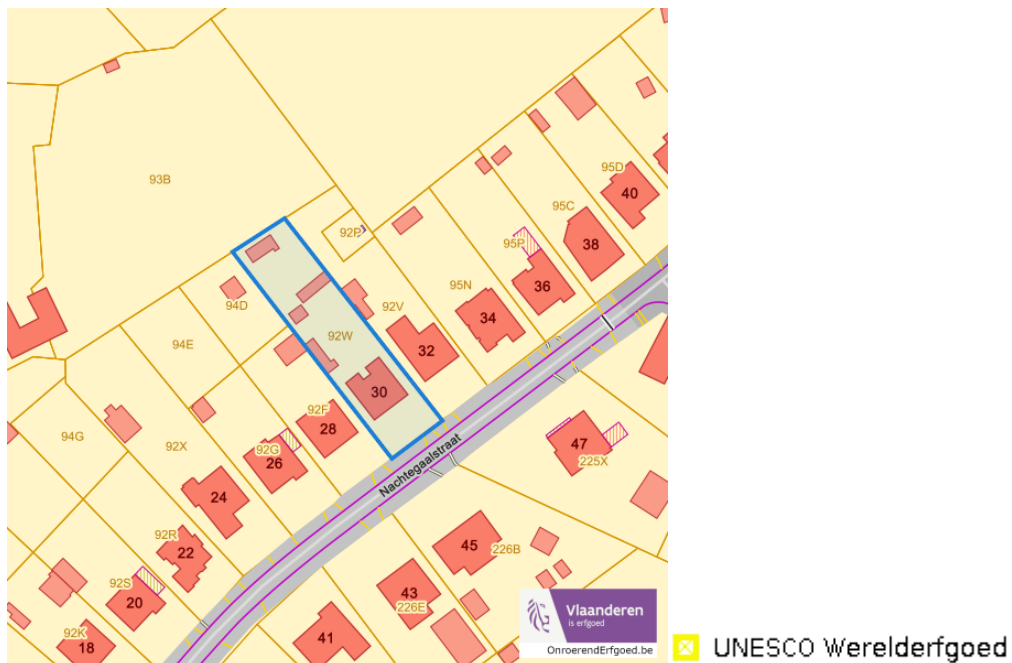 93B
95D
40
92P
95C
38
95P
94D
36
95N
92V
34
94E
92W
32
30
92F
28
94G
92X
92G
26
47
225X
Nachtegaalstraat
24
92R
22
45
226B
92S
20
43
226E
92K
18
41
Vlaanderen
is erfgoed
OnroerendErfgoed.be
UNESCO Werelderfgoed